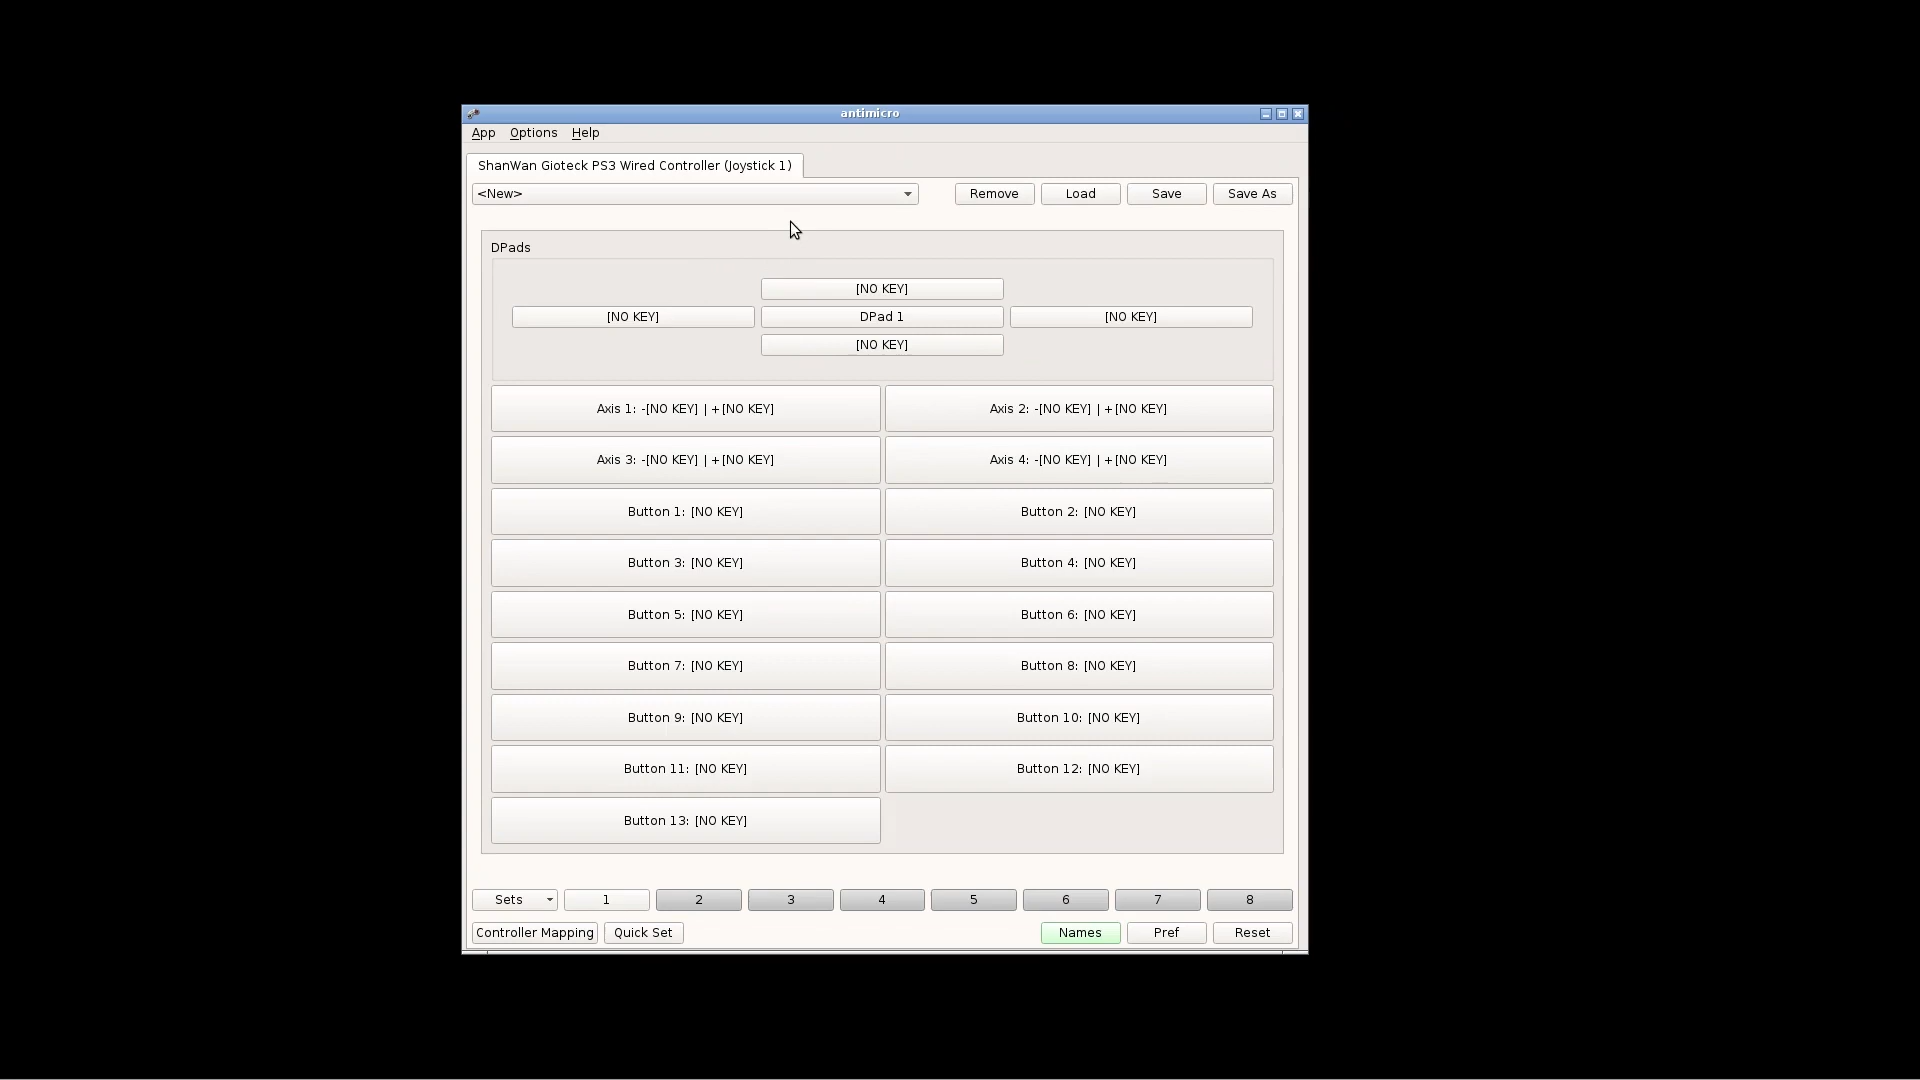 antimicro
App Options Help
ShanWan Gioteck PS3 Wired Controller (Joystick 1)
<New> Remove Load Save Save As
DPads
[NO KEY]
[NO KEY] DPad 1 [NO KEY]
[NO KEY]
Axis 1: -[NO KEY] | +[NO KEY] Axis 2: -[NO KEY] | +[NO KEY]
Axis 3: -[NO KEY] | +[NO KEY] Axis 4: -[NO KEY] | +[NO KEY]
Button 1: [NO KEY] Button 2: [NO KEY]
Button 3: [NO KEY] Button 4: [NO KEY]
Button 5: [NO KEY] Button 6: [NO KEY]
Button 7: [NO KEY] Button 8: [NO KEY]
Button 9: [NO KEY] Button 10: [NO KEY]
Button 11: [NO KEY] Button 12: [NO KEY]
Button 13: [NO KEY]
Sets 1 2 3 4 5 6 7 8
Controller Mapping Quick Set Names Pref Reset